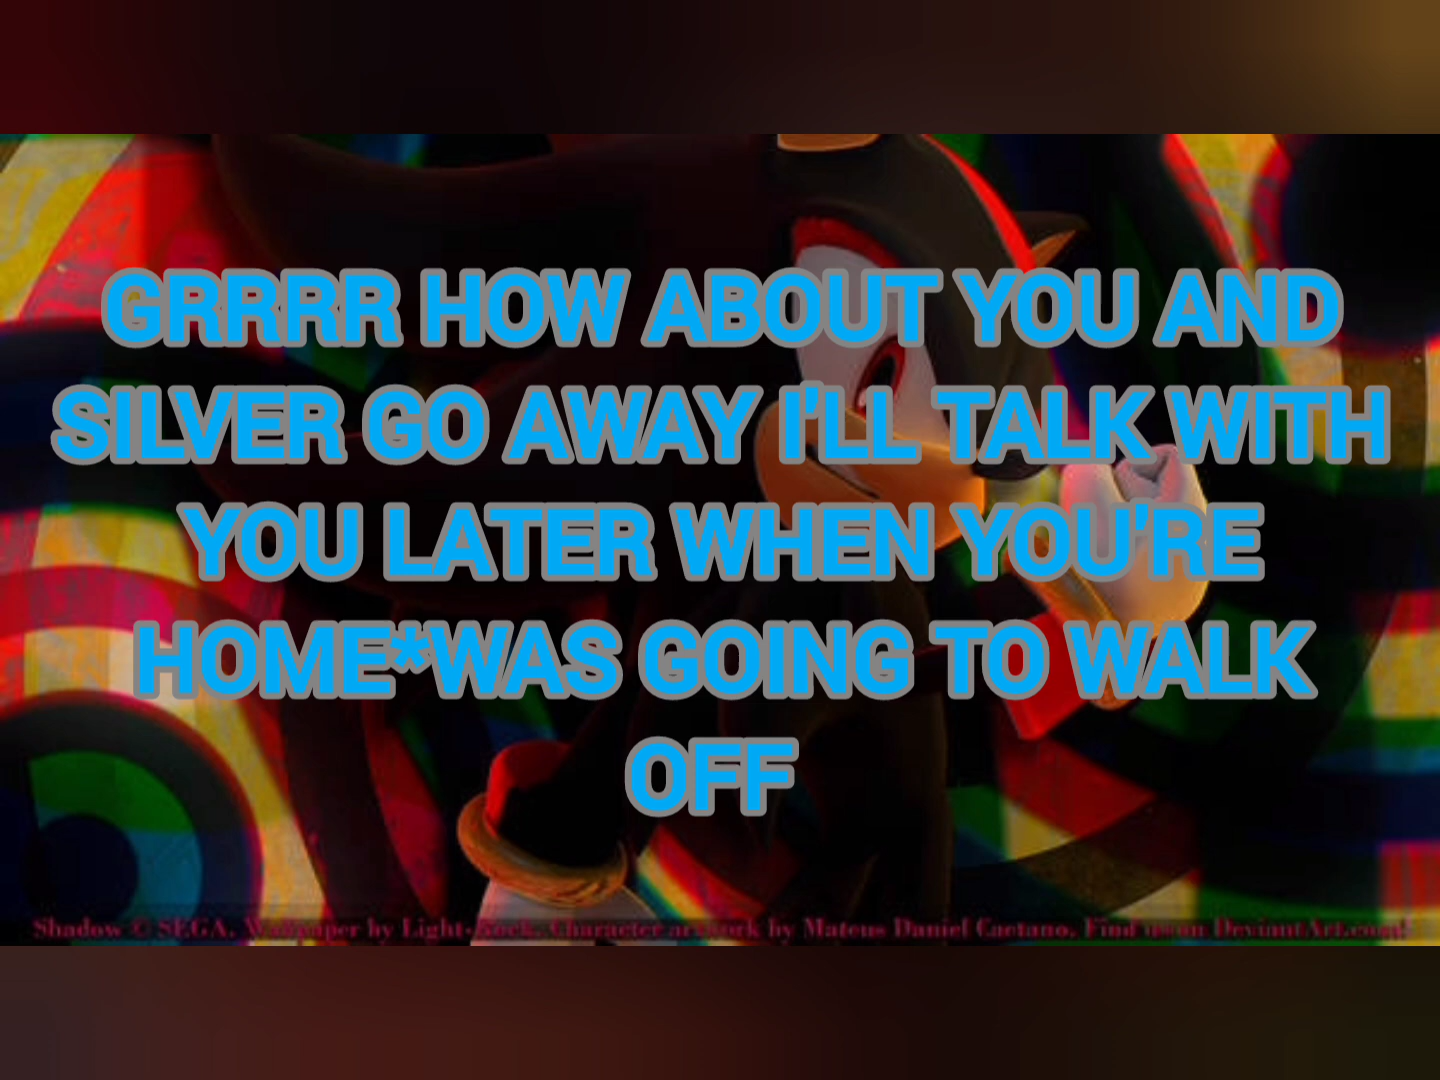 GRRRR HOW ABOUT YOU AND
SILVER GO AWAY I'LL TALK WITH
YOU LATER WHEN YOU'RE
HOME*WAS GOING TO WALK
OFF
Shadow © SEGA. Wallpaper by Light-Rock. Character artwork by Mateus Daniel Caetano. Find us on DeviantArt.com!